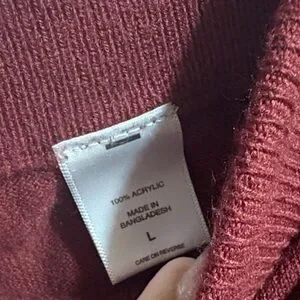 100% ACRYLIC
MADE IN
BANGLADESH
L
CARE ON REVERSE